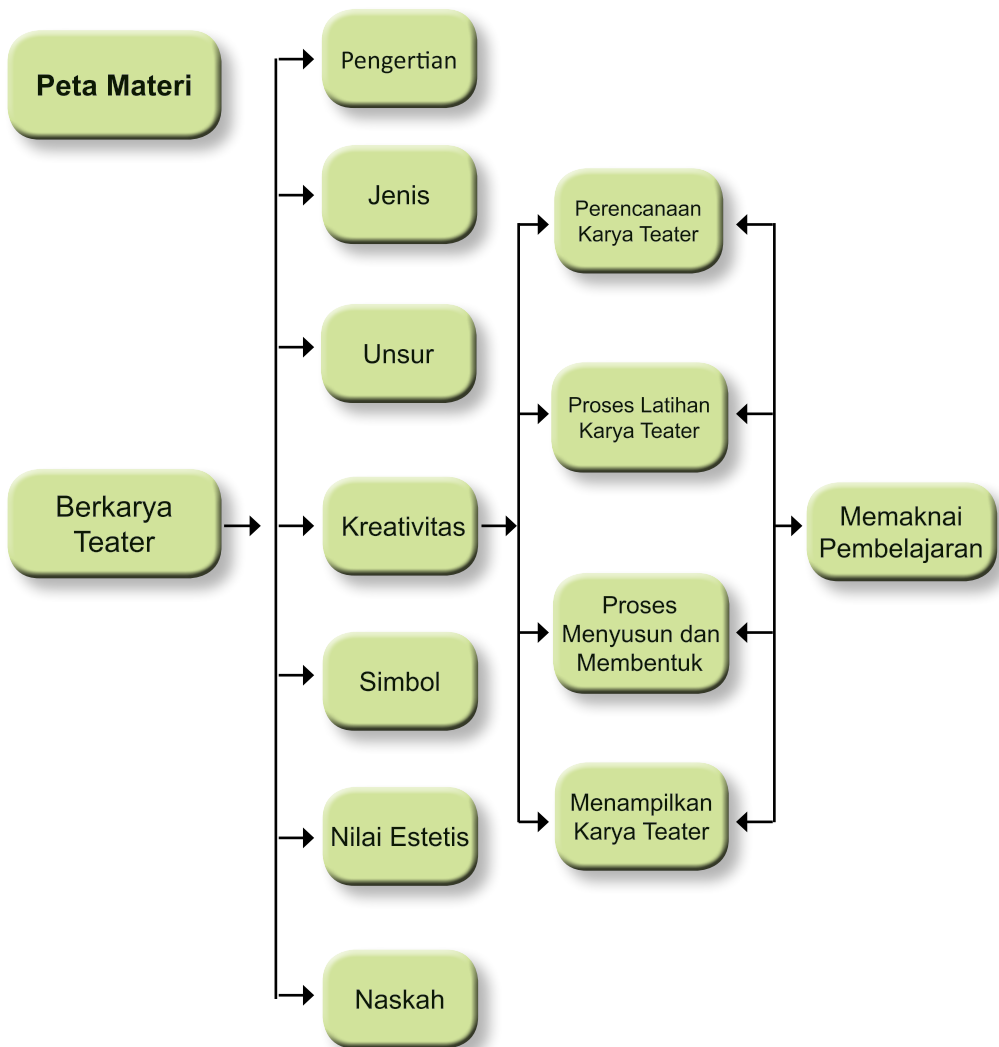 Peta Materi
Pengertian
Jenis
Unsur
Berkarya
Teater
Kreativitas
Simbol
Nilai Estetis
Naskah
Perencanaan
Karya Teater
Proses Latihan
Karya Teater
Proses
Menyusun dan
Membentuk
Menampilkan
Karya Teater
Memaknai
Pembelajaran